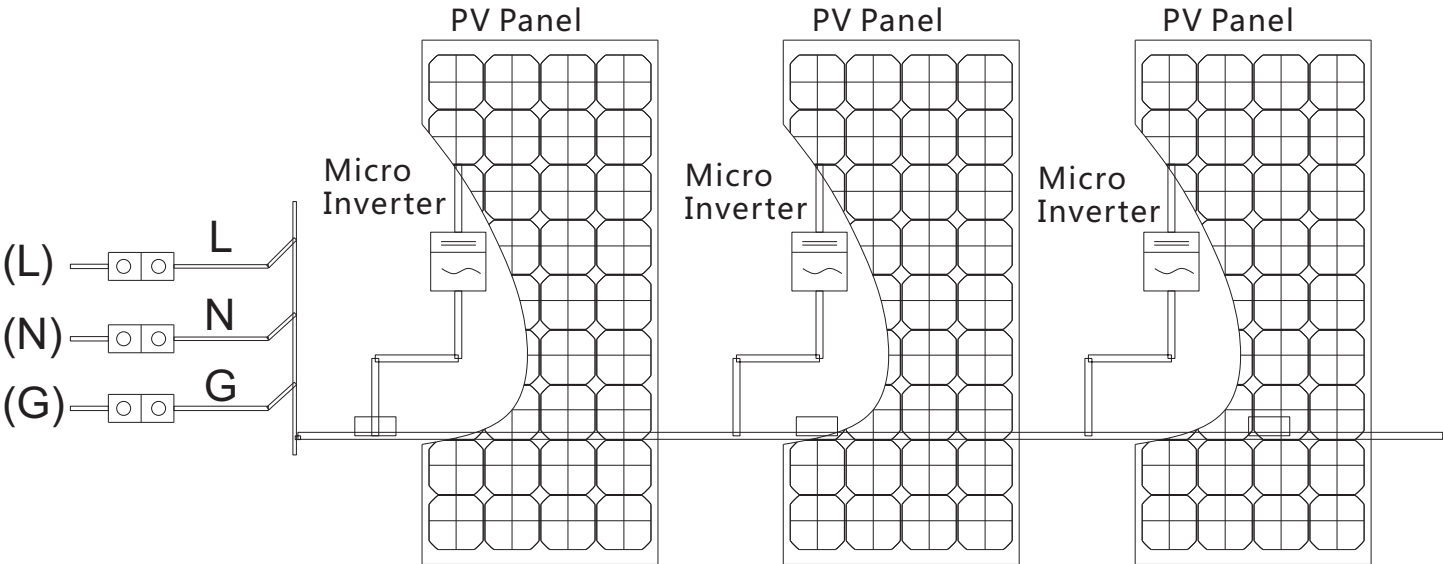 PV Panel
PV Panel
PV Panel
Micro
Inverter
Micro
Inverter
Micro
Inverter
(L)
L
(N)
N
(G)
G